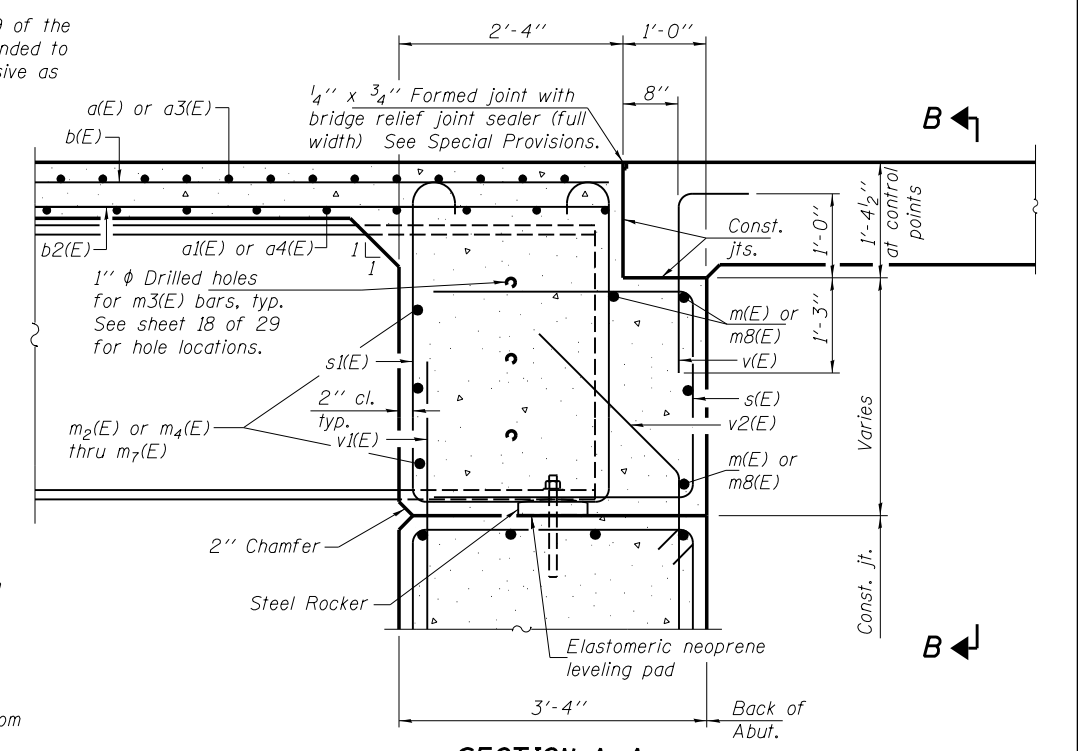 9 of the
nded to
sive as
2'-4"
1'-0"
8"
1/4" x 3/4" Formed joint with
bridge relief joint sealer (full
width) See Special Provisions.
a(E) or a3(E)
b(E)
B
b2(E)
a1(E) or a4(E)
1
1
1" ϕ Drilled holes
for m3(E) bars, typ.
See sheet 18 of 29
for hole locations.
Const.
jts.
1'-0"
1'-4 1/2"
at control
points
m(E) or
m8(E)
v(E)
1'-3"
s1(E)
2" cl.
typ.
v1(E)
s(E)
v2(E)
Varies
m2(E) or m4(E)
thru m7(E)
m(E) or
m8(E)
2" Chamfer
Steel Rocker
Const. jt.
Elastomeric neoprene
leveling pad
B
3'-4"
Back of
Abut.
om
SECTION A-A